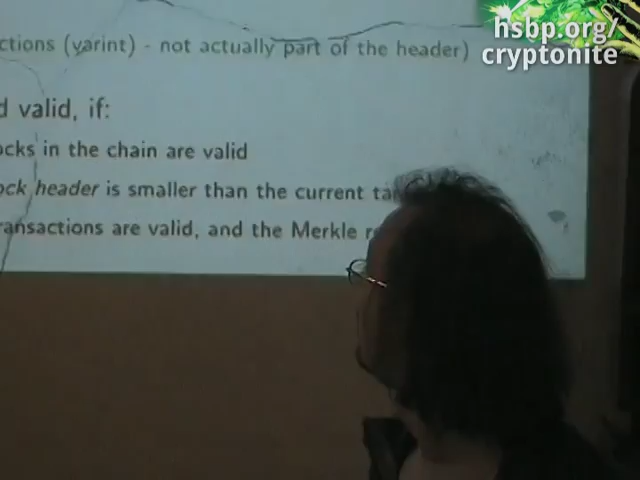 hsbp.org/
cryptonite
ctions (varint) - not actually part of the header)
d valid, if:
ocks in the chain are valid
ock header is smaller than the current ta
ansactions are valid, and the Merkle r